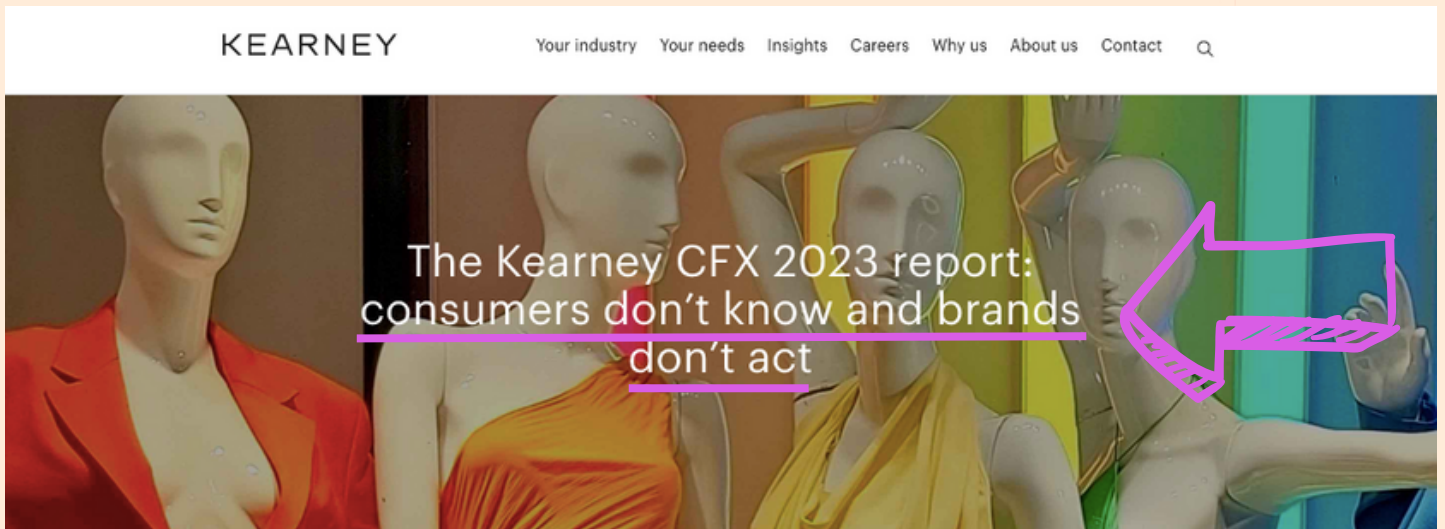 KEARNEY
Your industry Your needs Insights Careers Why us About us Contact
The Kearney CFX 2023 report:
consumers don’t know and brands
don’t act